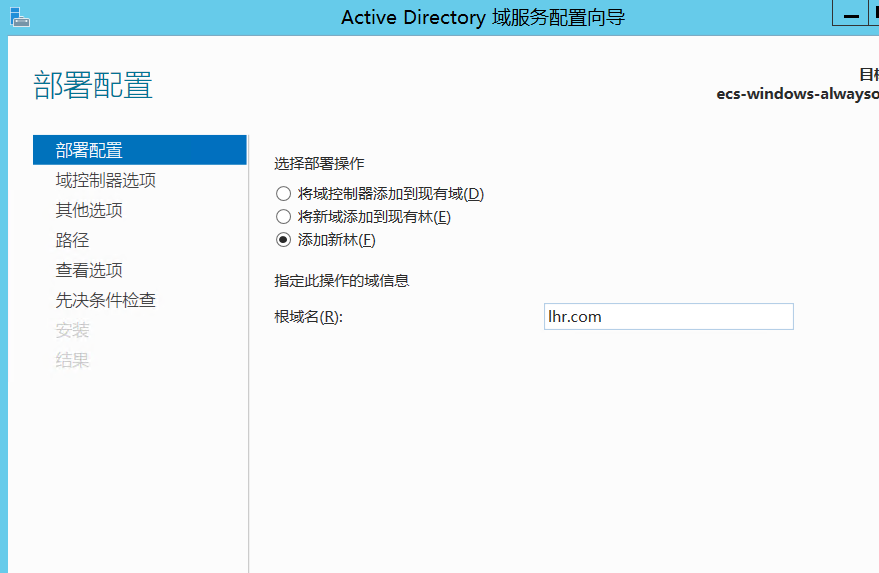 Active Directory 域服务配置向导
部署配置
目标
ecs-windows-alwayso
部署配置
域控制器选项
其他选项
路径
查看选项
先决条件检查
安装
结果
选择部署操作
将域控制器添加到现有域(D)
将新域添加到现有林(E)
添加新林(F)
指定此操作的域信息
根域名(R):
lhr.com